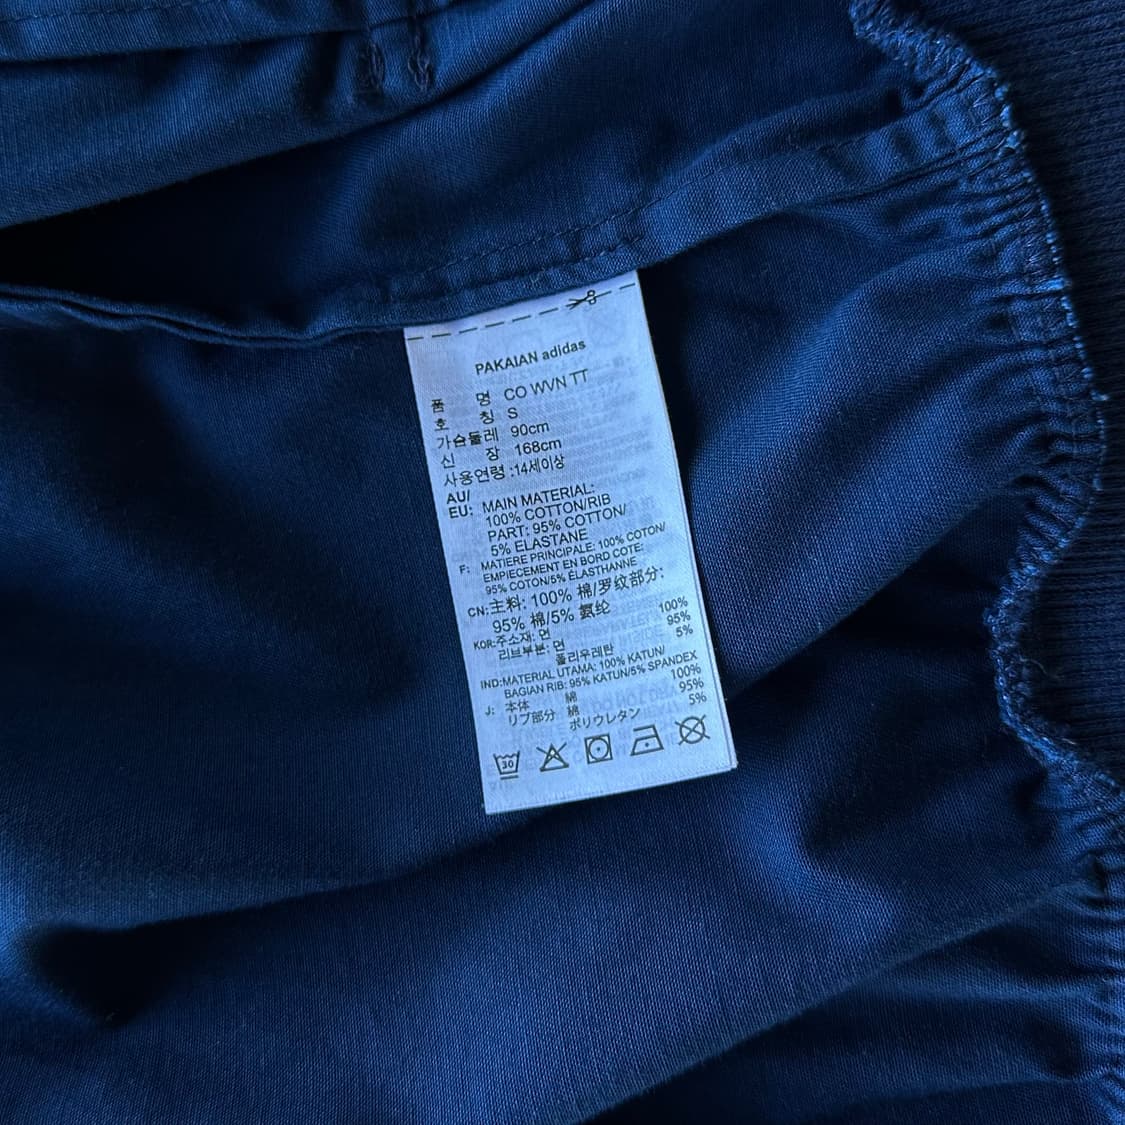 PAKAIAN adidas
품 명 CO WVN TT
호 칭 S
가슴둘레 90cm
신 장 168cm
사용연령 :14세이상
AU/
EU: MAIN MATERIAL:
100% COTTON/RIB
PART: 95% COTTON/
5% ELASTANE
F: MATIERE PRINCIPALE: 100% COTON/
EMPIECEMENT EN BORD COTE:
95% COTON/5% ÉLASTHANNE
CN: 主料: 100% 棉/罗纹部分:
95% 棉/5% 氨纶
KOR: 주소재: 면 100%
리브부분: 면 95%
폴리우레탄 5%
IND: MATERIAL UTAMA: 100% KATUN/
BAGIAN RIB: 95% KATUN/5% SPANDEX
J: 本体 綿 100%
リブ部分 綿 95%
ポリウレタン 5%
30